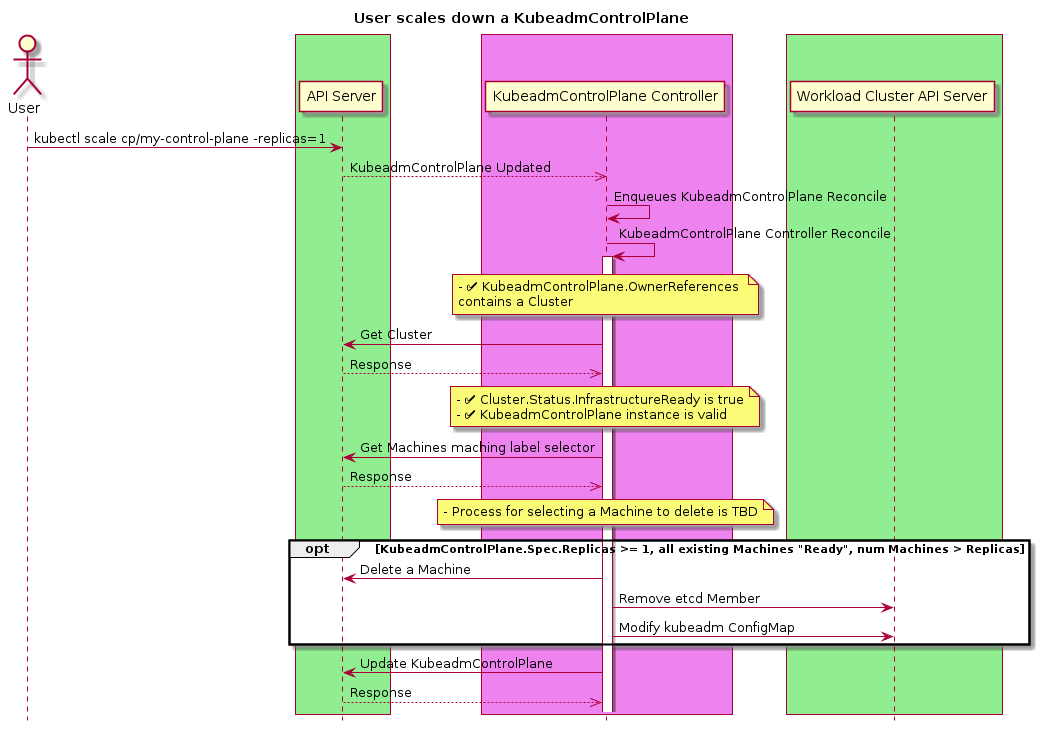 User scales down a KubeadmControlPlane
User
API Server
KubeadmControlPlane Controller
Workload Cluster API Server
kubectl scale cp/my-control-plane -replicas=1
KubeadmControlPlane Updated
Enqueues KubeadmControlPlane Reconcile
KubeadmControlPlane Controller Reconcile
- ✔ KubeadmControlPlane.OwnerReferences
contains a Cluster
Get Cluster
Response
- ✔ Cluster.Status.InfrastructureReady is true
- ✔ KubeadmControlPlane instance is valid
Get Machines maching label selector
Response
- Process for selecting a Machine to delete is TBD
opt [KubeadmControlPlane.Spec.Replicas >= 1, all existing Machines "Ready", num Machines > Replicas]
Delete a Machine
Remove etcd Member
Modify kubeadm ConfigMap
Update KubeadmControlPlane
Response